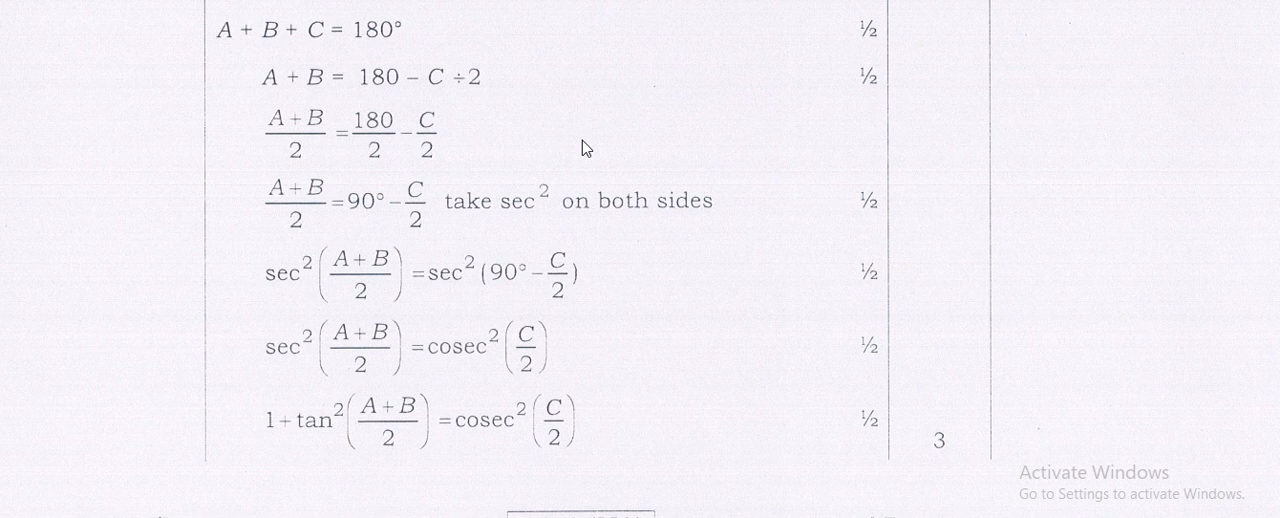 A + B + C = 180° ½
A + B = 180 – C ÷2 ½
(A + B)/2 = 180/2 – C/2
(A + B)/2 = 90° – C/2 take sec² on both sides ½
sec² ((A + B)/2) = sec² (90° – C/2) ½
sec² ((A + B)/2) = cosec² (C/2) ½
1 + tan² ((A + B)/2) = cosec² (C/2) ½
3
Activate Windows
Go to Settings to activate Windows.